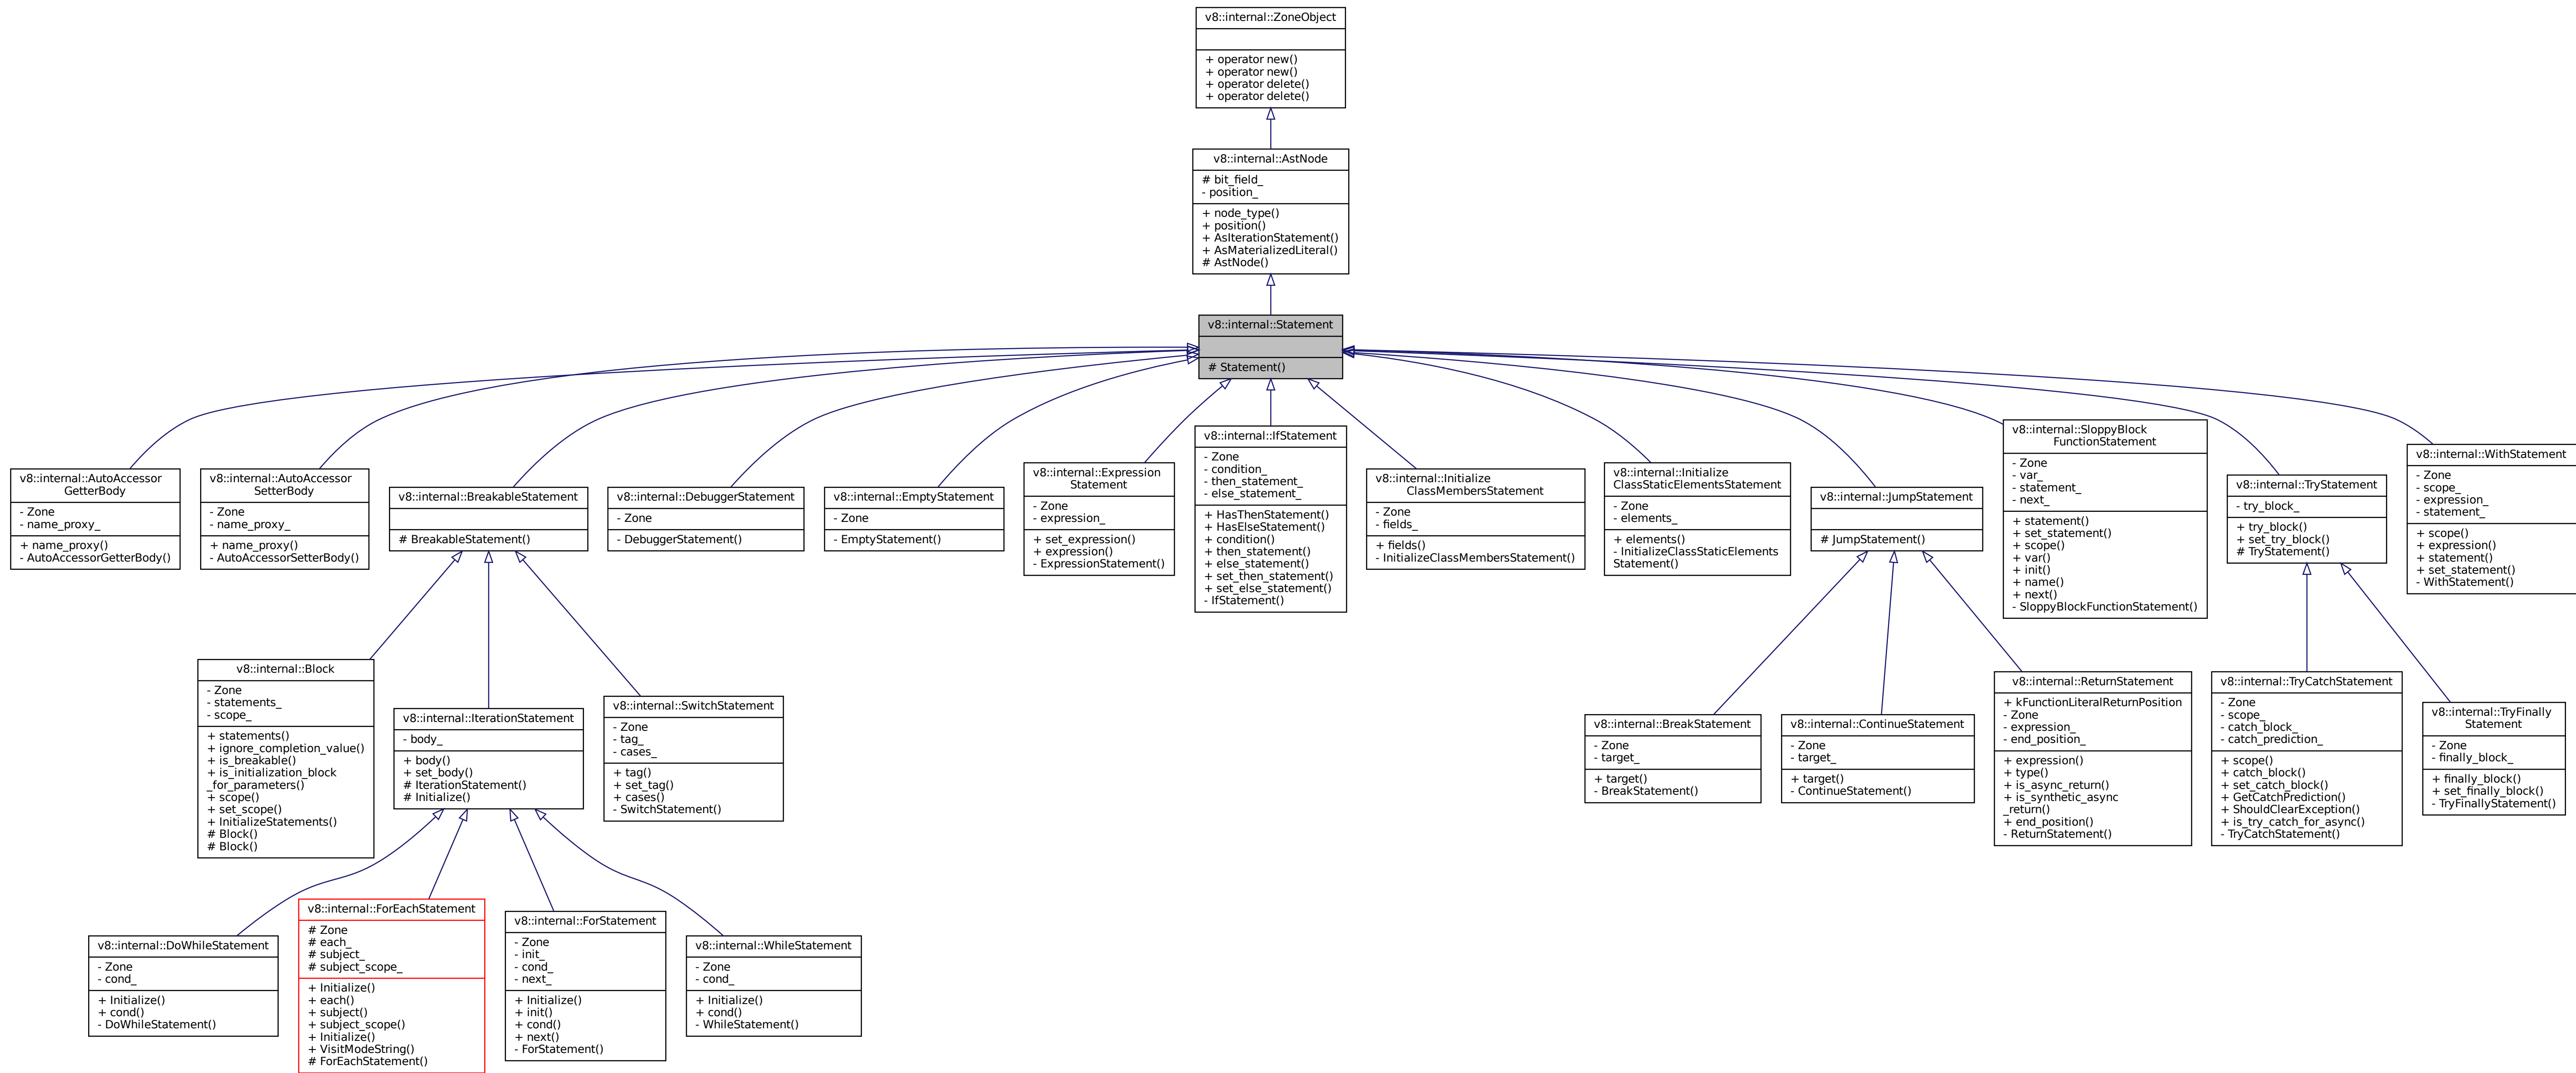 v8::internal::ZoneObject
+ operator new()
+ operator new()
+ operator delete()
+ operator delete()
v8::internal::AstNode
# bit_field_
- position_
+ node_type()
+ position()
+ AsIterationStatement()
+ AsMaterializedLiteral()
# AstNode()
v8::internal::Statement
# Statement()
v8::internal::AutoAccessor
GetterBody
- Zone
- name_proxy_
+ name_proxy()
- AutoAccessorGetterBody()
v8::internal::AutoAccessor
SetterBody
- Zone
- name_proxy_
+ name_proxy()
- AutoAccessorSetterBody()
v8::internal::BreakableStatement
# BreakableStatement()
v8::internal::DebuggerStatement
- Zone
- DebuggerStatement()
v8::internal::EmptyStatement
- Zone
- EmptyStatement()
v8::internal::Expression
Statement
- Zone
- expression_
+ set_expression()
+ expression()
- ExpressionStatement()
v8::internal::IfStatement
- Zone
- condition_
- then_statement_
- else_statement_
+ HasThenStatement()
+ HasElseStatement()
+ condition()
+ then_statement()
+ else_statement()
+ set_then_statement()
+ set_else_statement()
- IfStatement()
v8::internal::Initialize
ClassMembersStatement
- Zone
- fields_
+ fields()
- InitializeClassMembersStatement()
v8::internal::Initialize
ClassStaticElementsStatement
- Zone
- elements_
+ elements()
- InitializeClassStaticElements
Statement()
v8::internal::JumpStatement
# JumpStatement()
v8::internal::SloppyBlock
FunctionStatement
- Zone
- var_
- statement_
- next_
+ statement()
+ set_statement()
+ scope()
+ var()
+ init()
+ name()
+ next()
- SloppyBlockFunctionStatement()
v8::internal::TryStatement
- try_block_
+ try_block()
+ set_try_block()
# TryStatement()
v8::internal::WithStatement
- Zone
- scope_
- expression_
- statement_
+ scope()
+ expression()
+ statement()
+ set_statement()
- WithStatement()
v8::internal::Block
- Zone
- statements_
- scope_
+ statements()
+ ignore_completion_value()
+ is_breakable()
+ is_initialization_block
_for_parameters()
+ scope()
+ set_scope()
+ InitializeStatements()
# Block()
# Block()
v8::internal::IterationStatement
- body_
+ body()
+ set_body()
# IterationStatement()
# Initialize()
v8::internal::SwitchStatement
- Zone
- tag_
- cases_
+ tag()
+ set_tag()
+ cases()
- SwitchStatement()
v8::internal::BreakStatement
- Zone
- target_
+ target()
- BreakStatement()
v8::internal::ContinueStatement
- Zone
- target_
+ target()
- ContinueStatement()
v8::internal::ReturnStatement
+ kFunctionLiteralReturnPosition
- Zone
- expression_
- end_position_
+ expression()
+ type()
+ is_async_return()
+ is_synthetic_async
_return()
+ end_position()
- ReturnStatement()
v8::internal::TryCatchStatement
- Zone
- scope_
- catch_block_
- catch_prediction_
+ scope()
+ catch_block()
+ set_catch_block()
+ GetCatchPrediction()
+ ShouldClearException()
+ is_try_catch_for_async()
- TryCatchStatement()
v8::internal::TryFinally
Statement
- Zone
- finally_block_
+ finally_block()
+ set_finally_block()
- TryFinallyStatement()
v8::internal::DoWhileStatement
- Zone
- cond_
+ Initialize()
+ cond()
- DoWhileStatement()
v8::internal::ForEachStatement
# Zone
# each_
# subject_
# subject_scope_
+ Initialize()
+ each()
+ subject()
+ subject_scope()
+ Initialize()
+ VisitModeString()
# ForEachStatement()
v8::internal::ForStatement
- Zone
- init_
- cond_
- next_
+ Initialize()
+ init()
+ cond()
+ next()
- ForStatement()
v8::internal::WhileStatement
- Zone
- cond_
+ Initialize()
+ cond()
- WhileStatement()